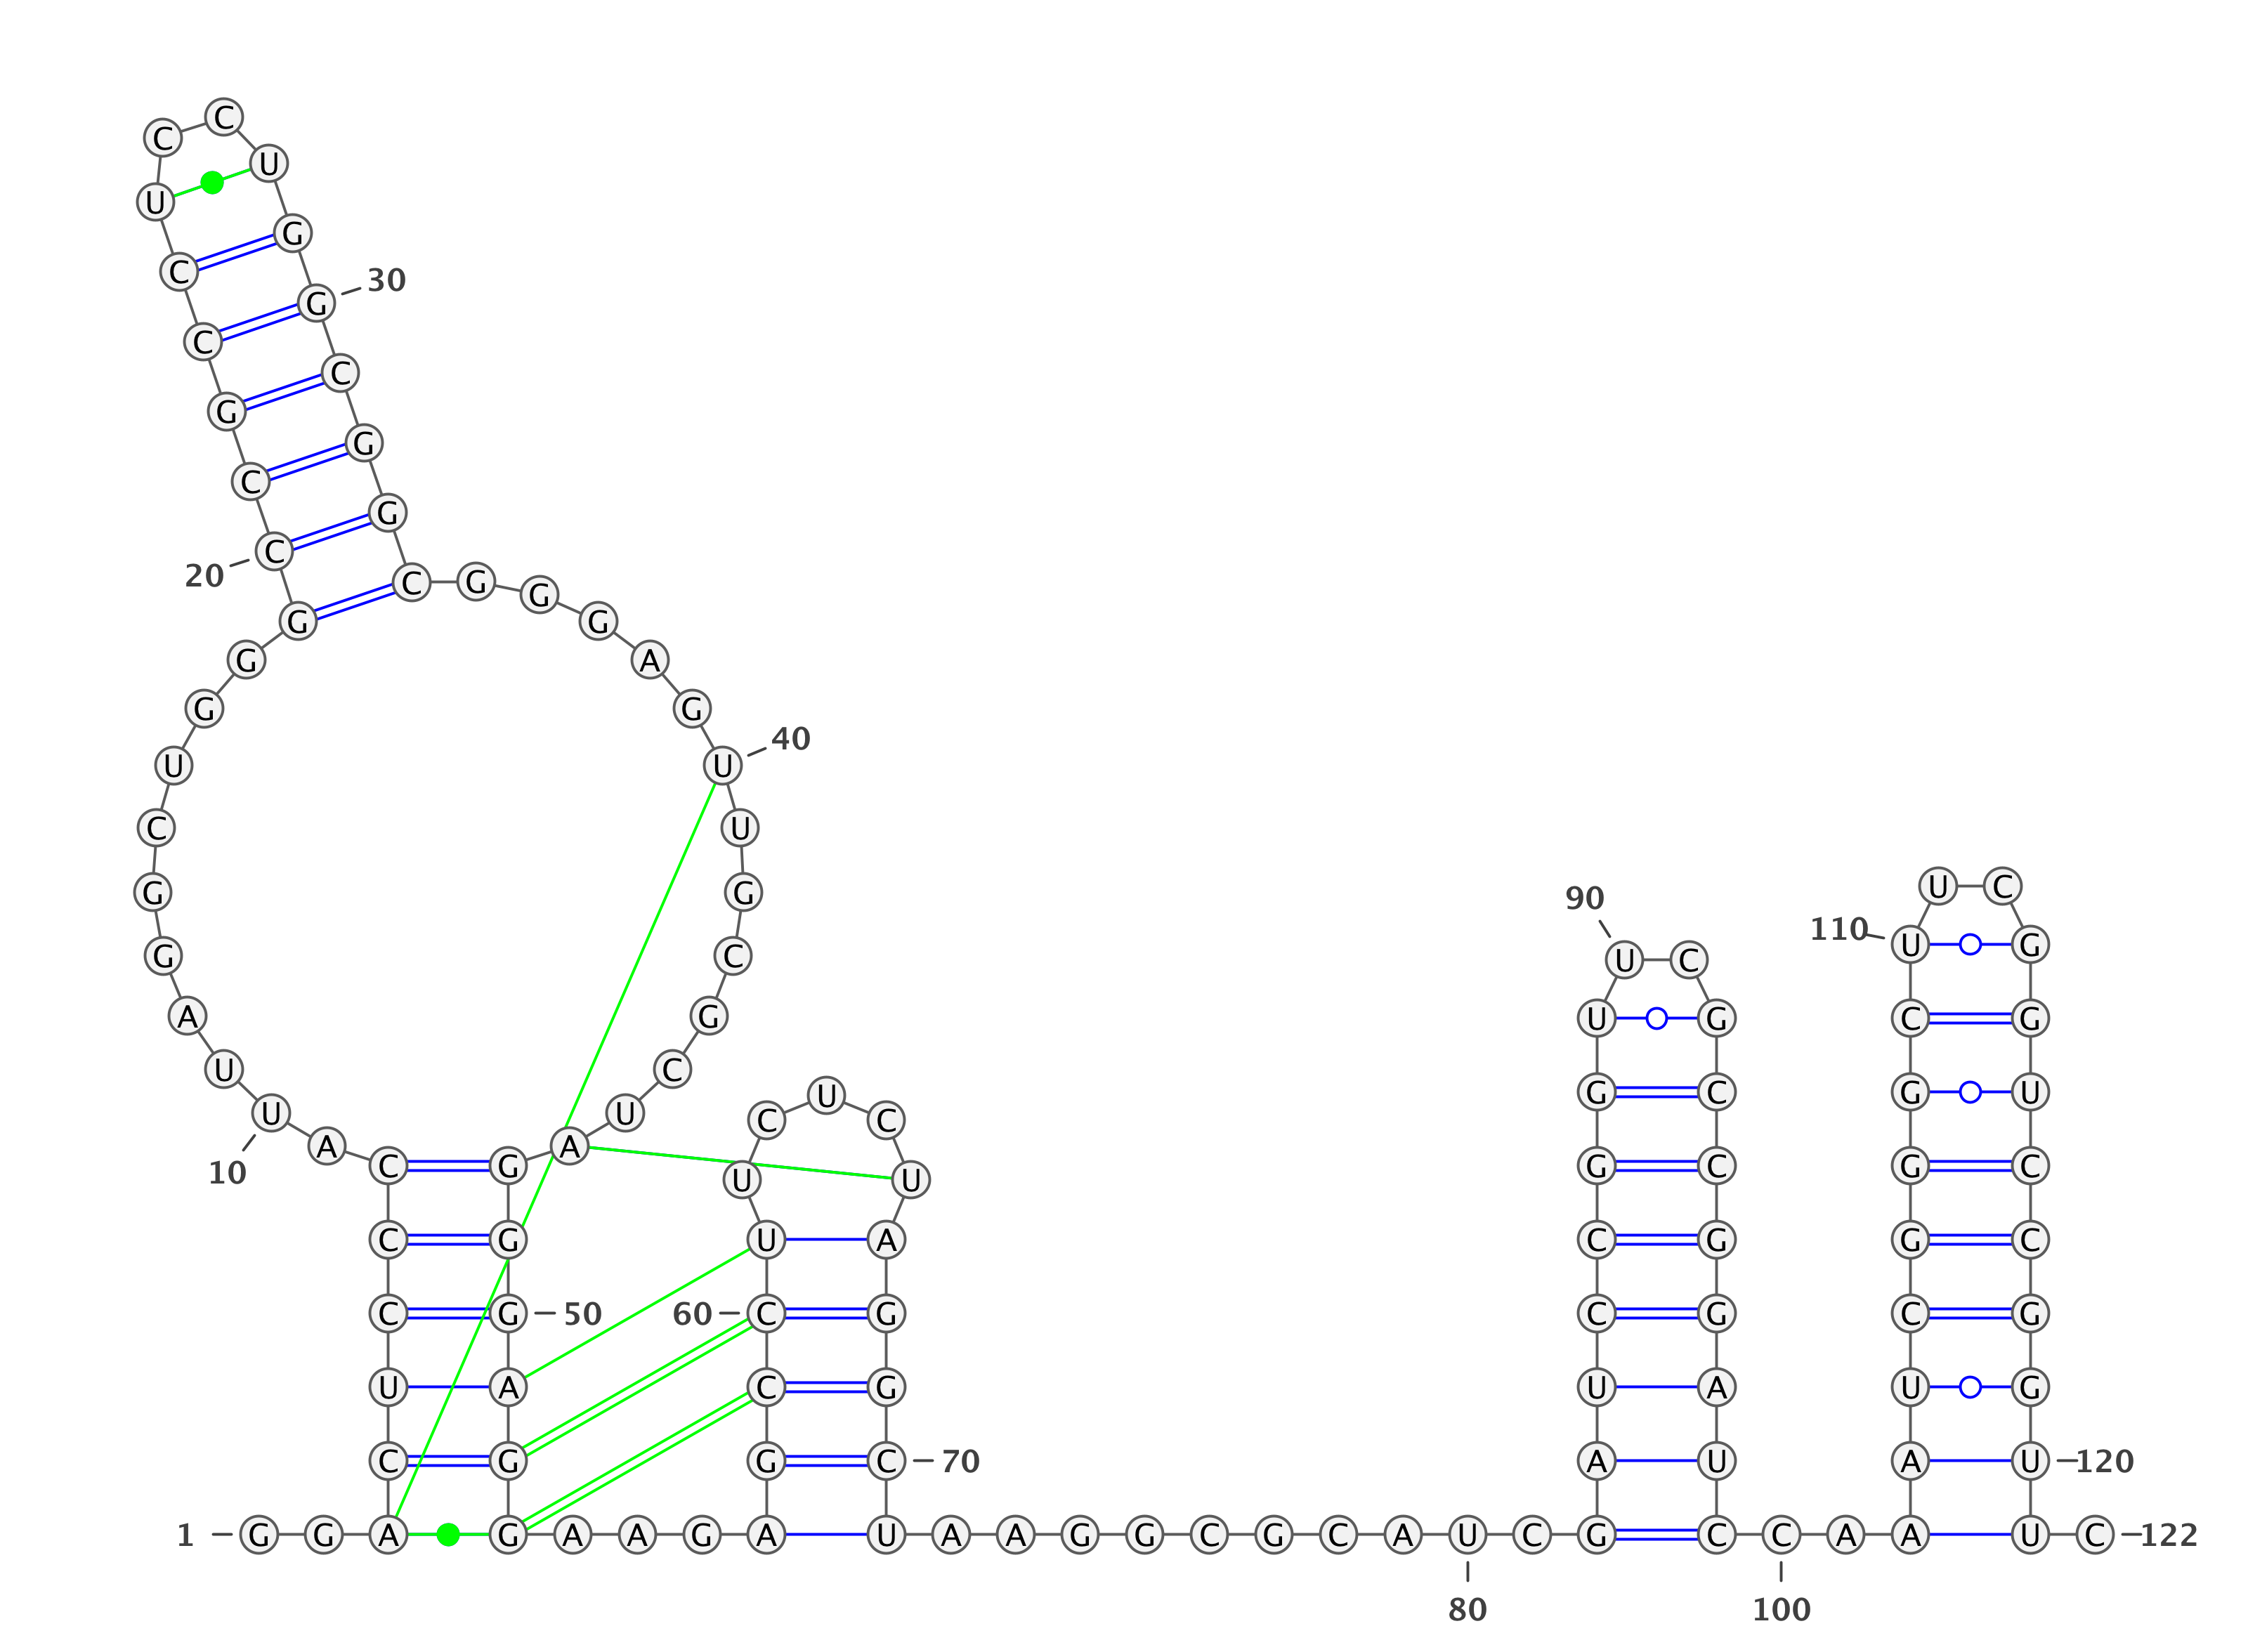 C C
U U
C G 30
C G
G C
C G
20 C G
G C G G G A
G G
G U 40
U
C U
G G U C
90 U C 110 U G
G C
A G U G C G
U C C U C G C G U
10 U U
A A U U G C G C
C G
C G U A C G G C
C G 50 60 C G C G C G
U A C G U A U G
C G G C 70 A U A U 120
1 G G A G A A G A U A A G G C G C A U C G C C A A U C 122
80 100